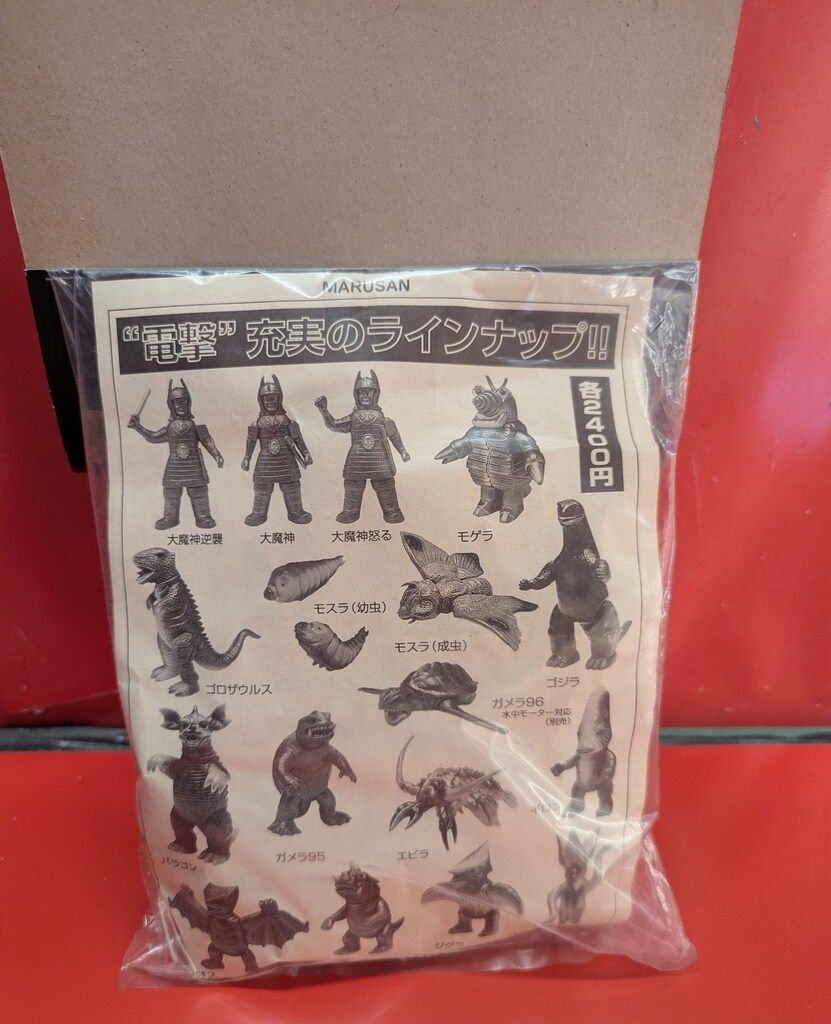 MARUSAN
“電撃” 充実のラインナップ!!
各2400円
大魔神逆襲
大魔神
大魔神怒る
モゲラ
モスラ(幼虫)
モスラ(成虫)
ゴロザウルス
ゴジラ
ガメラ96
水中モーター対応
(別売)
バラゴン
ガメラ95
エビラ
ジグラ